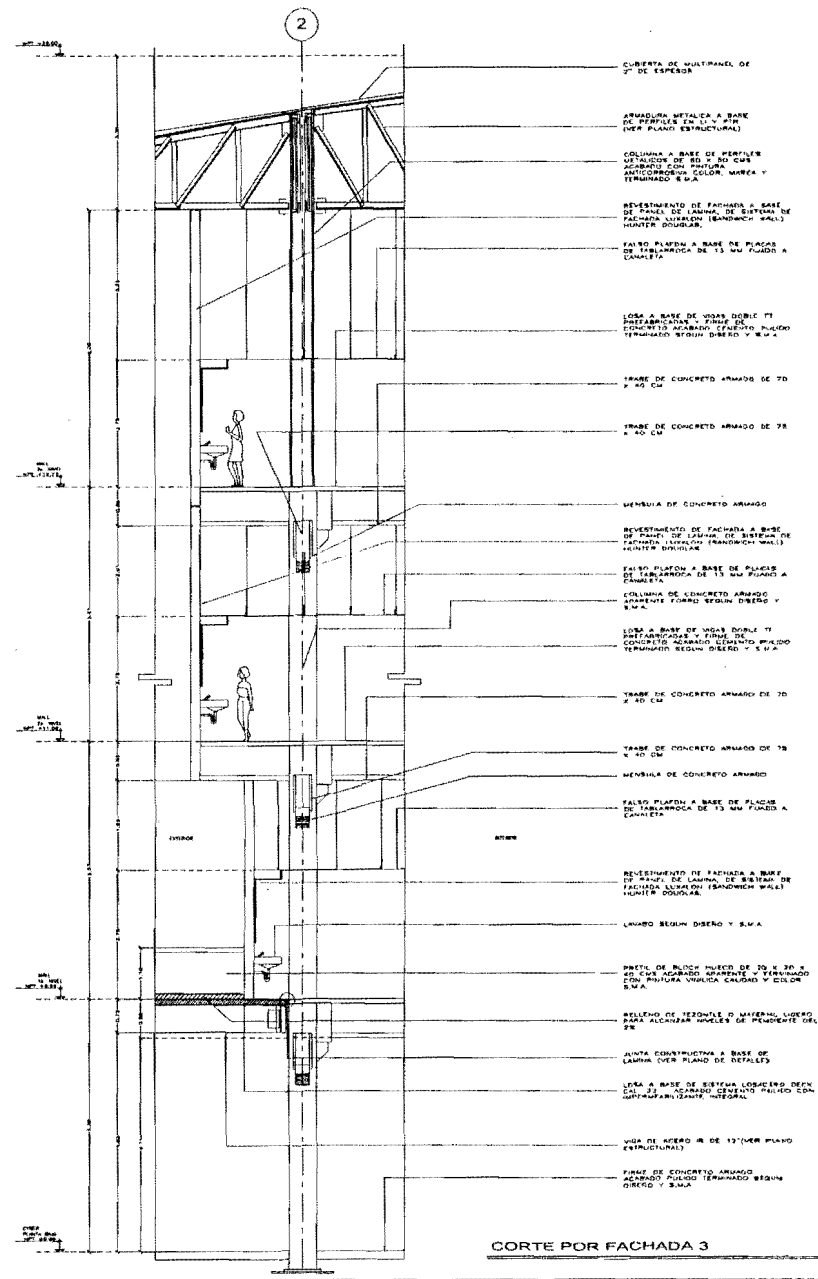 2
CUBIERTA DE MULTIPANEL DE
2" DE ESPESOR
ARMADURA METALICA A BASE
DE PERFILES EN LI Y PTR
(VER PLANO ESTRUCTURAL)
COLUMNA A BASE DE PERFILES
METALICOS DE 50 X 50 CMS
ACABADO CON PINTURA
ANTICORROSIVA COLOR, MARCA Y
TERMINADO S.M.A
REVESTIMIENTO DE FACHADA A BASE
DE PANEL DE LAMINA, DE SISTEMA DE
FACHADA LUXALON (SANDWICH WALL)
HUNTER DOUGLAS,
FALSO PLAFON A BASE DE PLACAS
DE TABLARROCA DE 13 MM FIJADO A
CANALETA
LOSA A BASE DE VIGAS DOBLE TT
PREFABRICADAS Y FIRME DE
CONCRETO ACABADO CEMENTO PULIDO
TERMINADO SEGUN DISEÑO Y S.M.A
TRABE DE CONCRETO ARMADO DE 70
X 40 CM
TRABE DE CONCRETO ARMADO DE 75
X 40 CM
MENSULA DE CONCRETO ARMADO
REVESTIMIENTO DE FACHADA A BASE
DE PANEL DE LAMINA, DE SISTEMA DE
FACHADA LUXALON (SANDWICH WALL)
HUNTER DOUGLAS
FALSO PLAFON A BASE DE PLACAS
DE TABLARROCA DE 13 MM FIJADO A
CANALETA
COLUMNA DE CONCRETO ARMADO
APARENTE FORRO SEGUN DISEÑO Y
S.M.A.
LOSA A BASE DE VIGAS DOBLE TT
PREFABRICADAS Y FIRME DE
CONCRETO ACABADO CEMENTO PULIDO
TERMINADO SEGUN DISEÑO Y S.M.A
TRABE DE CONCRETO ARMADO DE 70
X 40 CM
TRABE DE CONCRETO ARMADO DE 75
X 40 CM
MENSULA DE CONCRETO ARMADO
FALSO PLAFON A BASE DE PLACAS
DE TABLARROCA DE 13 MM FIJADO A
CANALETA
EXTERIOR
INTERIOR
REVESTIMIENTO DE FACHADA A BASE
DE PANEL DE LAMINA, DE SISTEMA DE
FACHADA LUXALON (SANDWICH WALL)
HUNTER DOUGLAS,
LAVABO SEGUN DISEÑO Y S.M.A
PRETIL DE BLOCK HUECO DE 20 X 20 X
40 CMS ACABADO APARENTE Y TERMINADO
CON PINTURA VINILICA CALIDAD Y COLOR
S.M.A.
RELLENO DE TEZONTLE O MATERIAL LIGERO
PARA ALCANZAR NIVELES DE PENDIENTE DEL
2%
JUNTA CONSTRUCTIVA A BASE DE
LAMINA (VER PLANO DE DETALLE)
LOSA A BASE DE SISTEMA LOSACERO DECK
CAL 22 ACABADO CEMENTO PULIDO CON
IMPERMEABILIZANTE INTEGRAL
VIGA DE ACERO IR DE 12"(VER PLANO
ESTRUCTURAL)
FIRME DE CONCRETO ARMADO
ACABADO PULIDO TERMINADO SEGUN
DISEÑO Y S.M.A
CORTE POR FACHADA 3